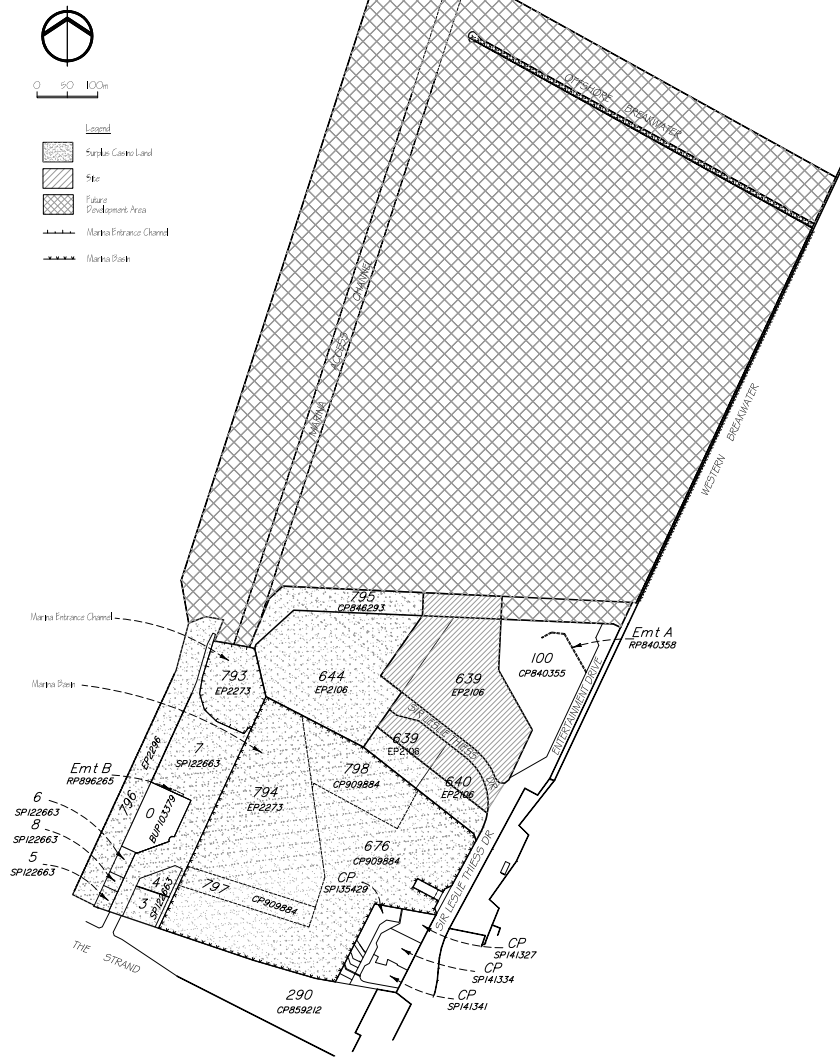 0 50 100m
Legend
Surplus Casino Land
Site
Future
Development Area
Marina Entrance Channel
Marina Basin
OFFSHORE BREAKWATER
MARINA ACCESS CHANNEL
WESTERN BREAKWATER
795
CP846293
Marina Entrance Channel
Emt A
RP840358
100
CP840355
793
EP2273
644
EP2106
639
EP2106
ENTERTAINMENT DRIVE
Marina Basin
SIR LESLIE THIESS DR
639
EP2106
7
SP122663
EP2296
796
Emt B
RP896265
798
CP909884
640
EP2106
794
EP2273
6
SP122663
0
BUP103379
8
SP122663
676
CP909884
5
SP122663
CP
SP135429
4
3
SP122663
797
CP909884
SIR LESLIE THIESS DR
THE STRAND
CP
SP141327
CP
SP141334
CP
SP141341
290
CP859212